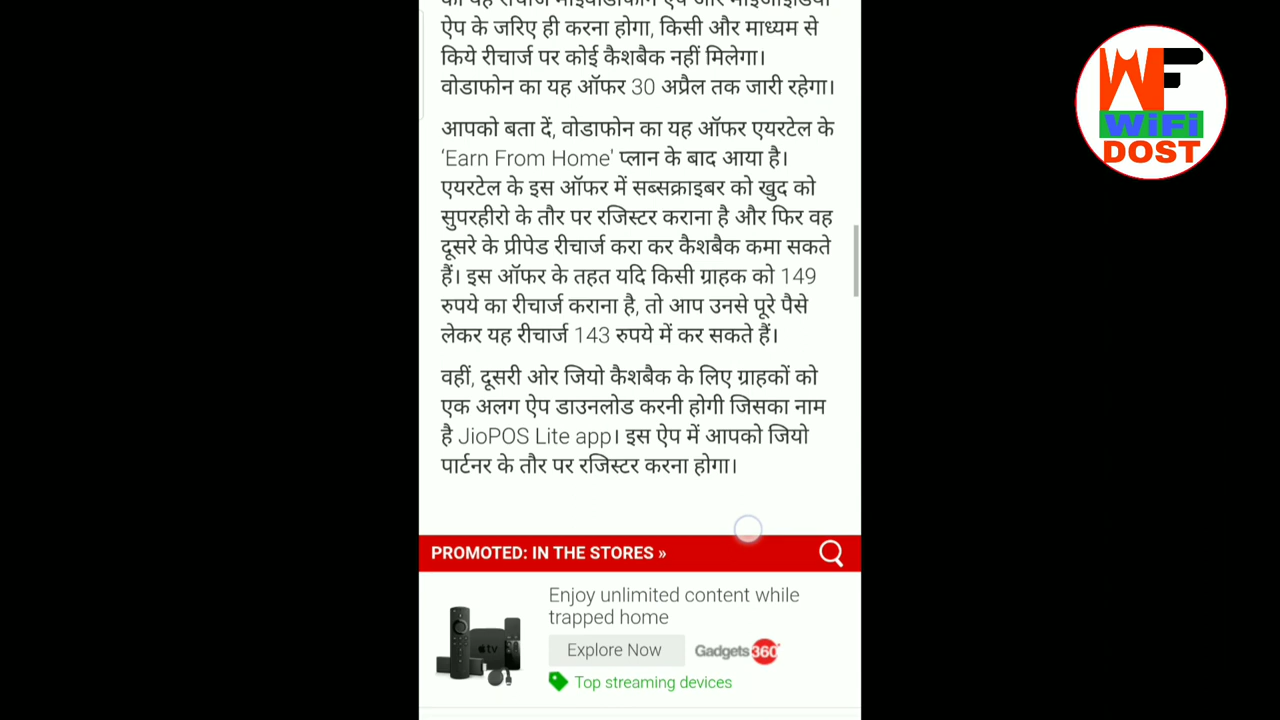 ऐप के जरिए ही करना होगा, किसी और माध्यम से
किये रीचार्ज पर कोई कैशबैक नहीं मिलेगा।
वोडाफोन का यह ऑफर 30 अप्रैल तक जारी रहेगा।
आपको बता दें, वोडाफोन का यह ऑफर एयरटेल के
‘Earn From Home' प्लान के बाद आया है।
एयरटेल के इस ऑफर में सब्सक्राइबर को खुद को
सुपरहीरो के तौर पर रजिस्टर कराना है और फिर वह
दूसरे के प्रीपेड रीचार्ज करा कर कैशबैक कमा सकते
हैं। इस ऑफर के तहत यदि किसी ग्राहक को 149
रुपये का रीचार्ज कराना है, तो आप उनसे पूरे पैसे
लेकर यह रीचार्ज 143 रुपये में कर सकते हैं।
वहीं, दूसरी ओर जियो कैशबैक के लिए ग्राहकों को
एक अलग ऐप डाउनलोड करनी होगी जिसका नाम
है JioPOS Lite app। इस ऐप में आपको जियो
पार्टनर के तौर पर रजिस्टर करना होगा।
PROMOTED: IN THE STORES »
Enjoy unlimited content while
trapped home
Explore Now
Gadgets 360°
Top streaming devices
tv
WF
WiFi
DOST